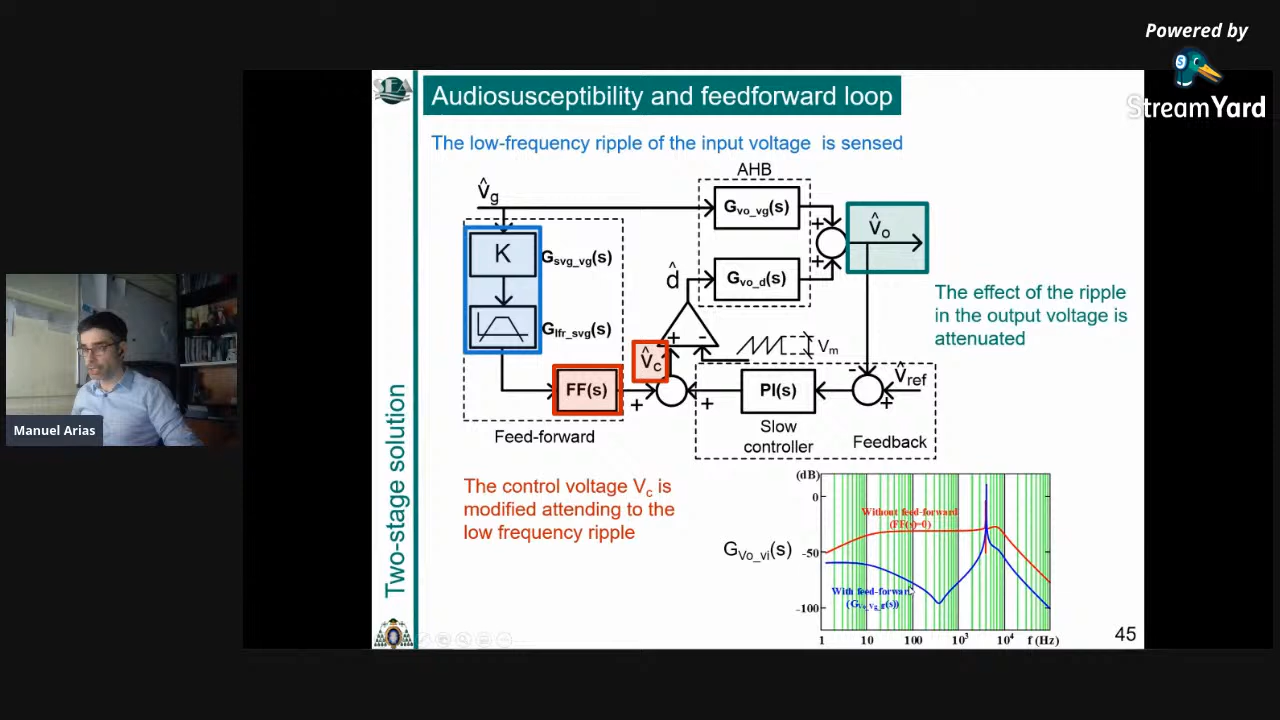 Powered by
StreamYard
SEA
Audiosusceptibility and feedforward loop
The low-frequency ripple of the input voltage is sensed
AHB
v̂g
Gvo_vg(s)
+
v̂o
K
Gsvg_vg(s)
+
d̂
Gvo_d(s)
The effect of the ripple
in the output voltage is
attenuated
Glfr_svg(s)
+
-
Vm
v̂c
FF(s)
+
+
PI(s)
-
v̂ref
+
Feed-forward
Slow
controller
Feedback
Manuel Arias
Two-stage solution
The control voltage Vc is
modified attending to the
low frequency ripple
GVo_vi(s)
(dB)
0
-50
-100
Without feed-forward
(FF(s)=0)
With feed-forward
(Gvo_vg_ff(s))
1
10
100
10³
10⁴
f (Hz)
45